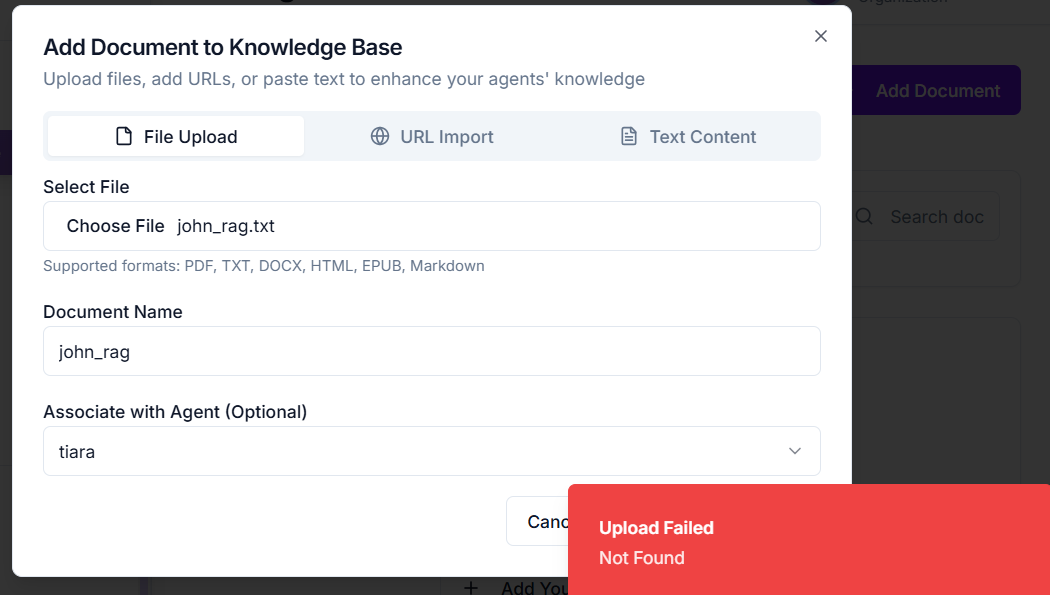 Add Document to Knowledge Base
Upload files, add URLs, or paste text to enhance your agents' knowledge
Add Document
File Upload URL Import Text Content
Select File
Choose File john_rag.txt
Search doc
Supported formats: PDF, TXT, DOCX, HTML, EPUB, Markdown
Document Name
john_rag
Associate with Agent (Optional)
tiara
Canc
Upload Failed
Not Found
Add You